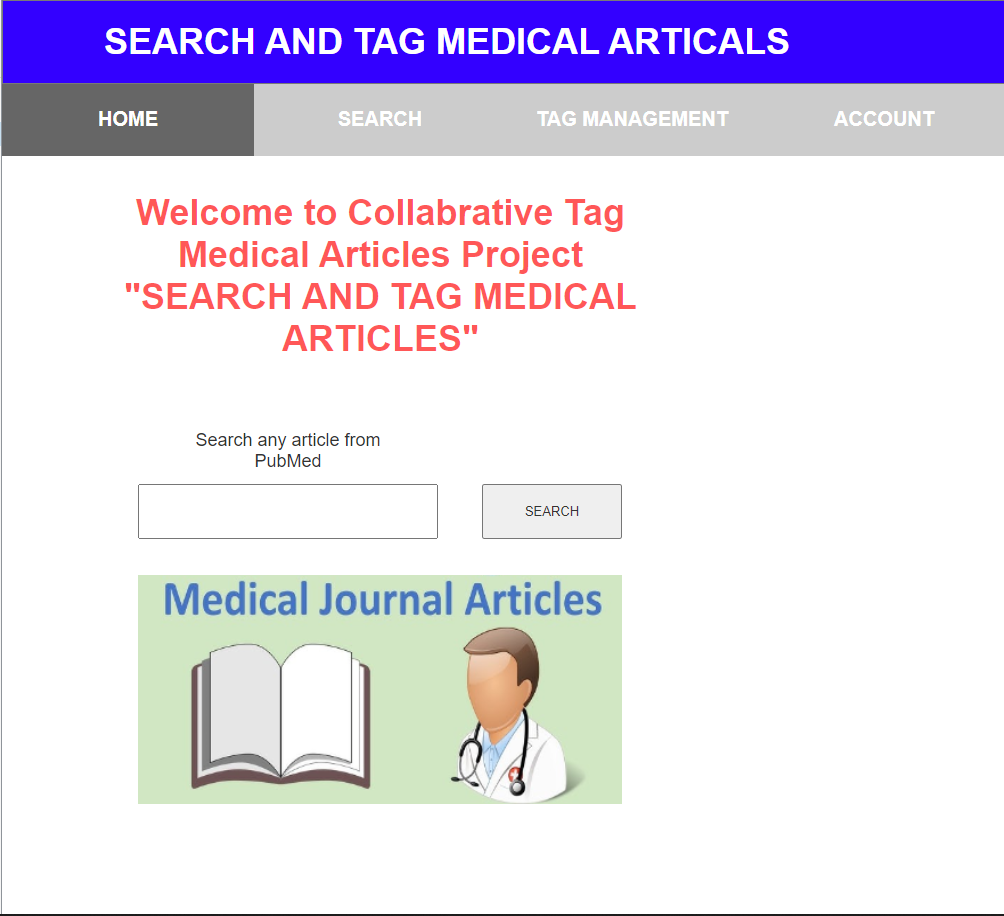 SEARCH AND TAG MEDICAL ARTICALS
HOME SEARCH TAG MANAGEMENT ACCOUNT
Welcome to Collabrative Tag
Medical Articles Project
"SEARCH AND TAG MEDICAL
ARTICLES"
Search any article from
PubMed
SEARCH
Medical Journal Articles